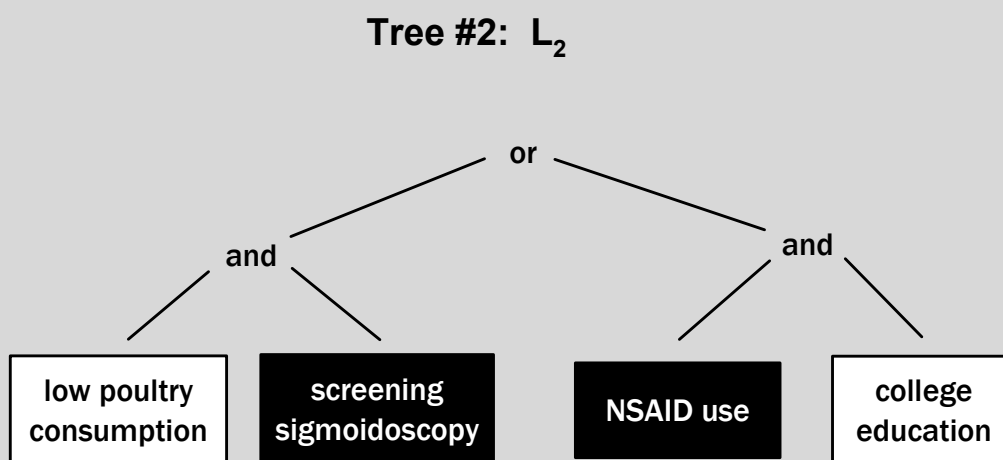 Tree #2: L2
or
and
and
low poultry
consumption
screening
sigmoidoscopy
NSAID use
college
education